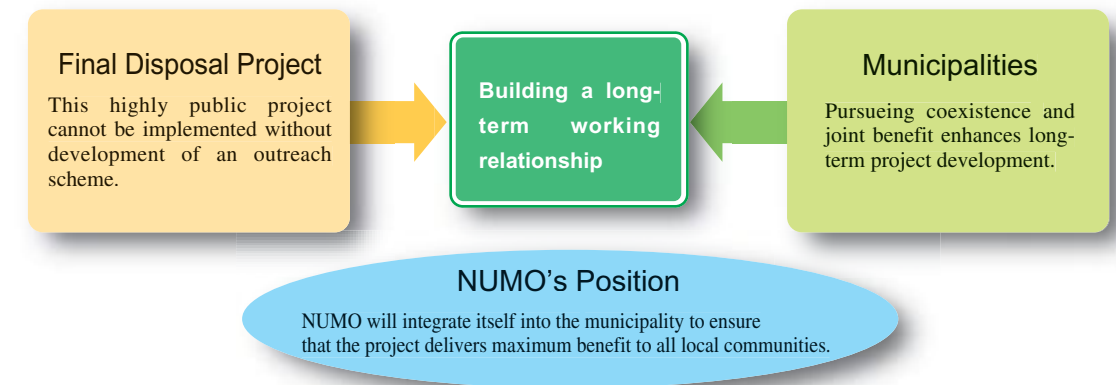 Final Disposal Project
This highly public project
cannot be implemented without
development of an outreach
scheme.
Building a long-
term working
relationship
Municipalities
Pursueing coexistence and
joint benefit enhances long-
term project development.
NUMO’s Position
NUMO will integrate itself into the municipality to ensure
that the project delivers maximum benefit to all local communities.